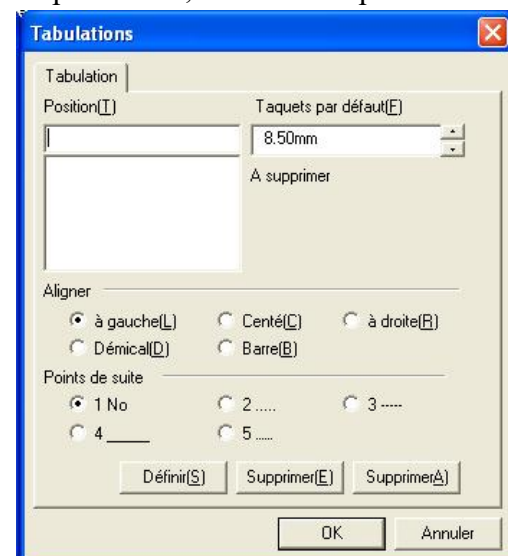 Tabulations
Tabulation
Position(T) Taquets par défaut(F)
8.50mm
A supprimer
Aligner
à gauche(L) Centé(C) à droite(R)
Démical(D) Barre(B)
Points de suite
1 No 2 ..... 3 -----
4 _____ 5 .....
Définir(S) Supprimer(E) SupprimerA)
OK Annuler